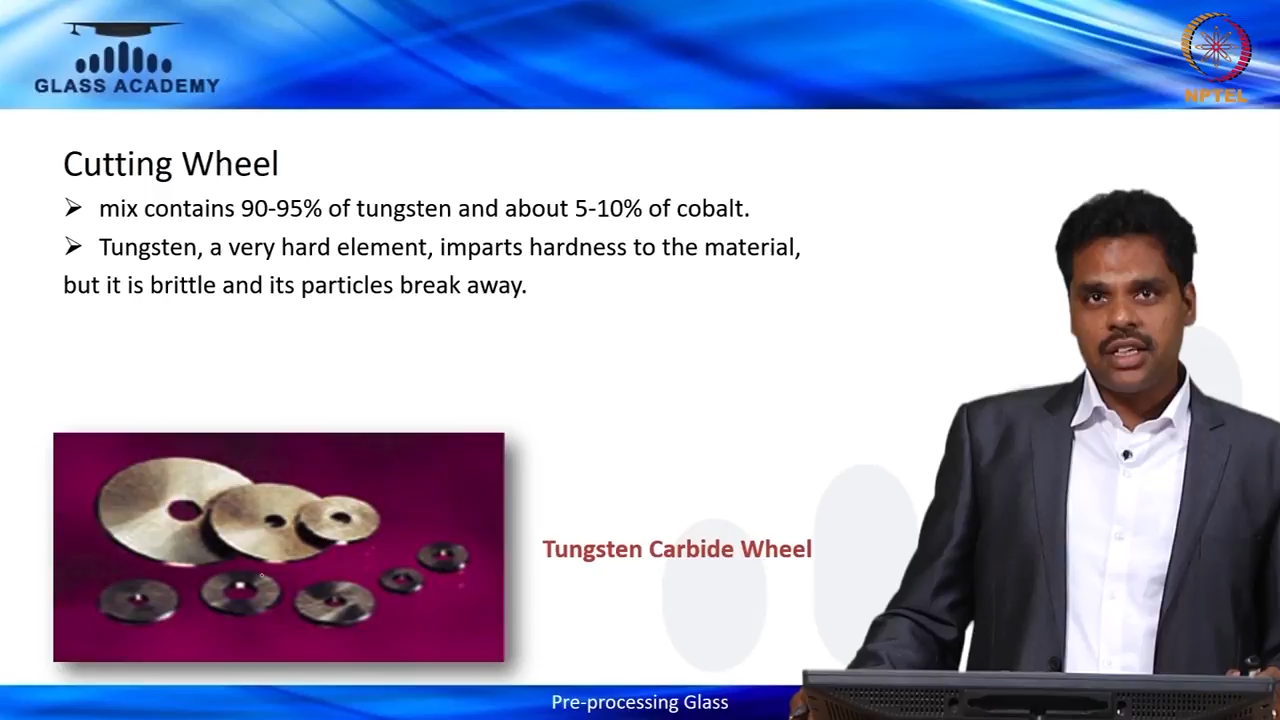 GLASS ACADEMY
NPTEL
Cutting Wheel
➢ mix contains 90-95% of tungsten and about 5-10% of cobalt.
➢ Tungsten, a very hard element, imparts hardness to the material,
but it is brittle and its particles break away.
Tungsten Carbide Wheel
Pre-processing Glass